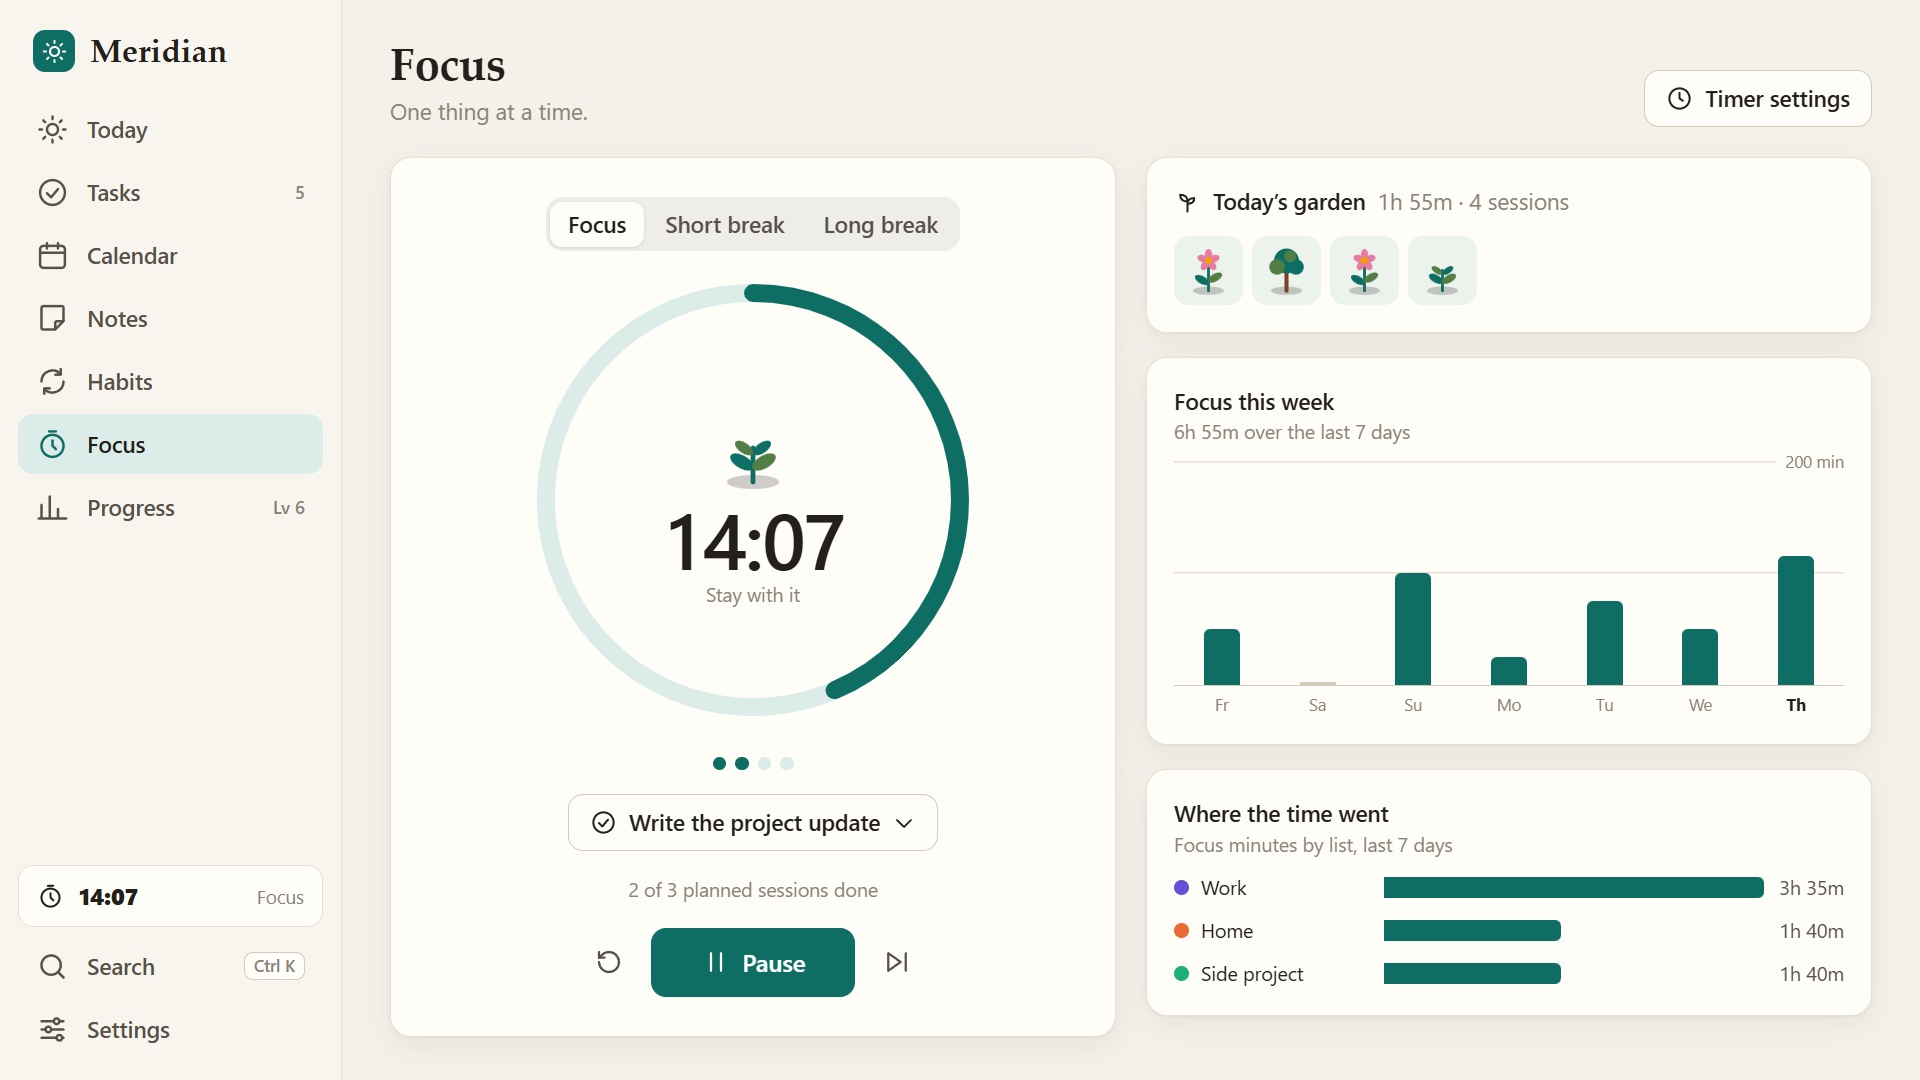 Meridian
Today
Tasks 5
Calendar
Notes
Habits
Focus
Progress Lv 6
14:07 Focus
Search Ctrl K
Settings
Focus
One thing at a time.
Timer settings
Focus Short break Long break
14:07
Stay with it
Write the project update
2 of 3 planned sessions done
Pause
Today’s garden 1h 55m · 4 sessions
Focus this week
6h 55m over the last 7 days
200 min
Fr Sa Su Mo Tu We Th
Where the time went
Focus minutes by list, last 7 days
Work 3h 35m
Home 1h 40m
Side project 1h 40m